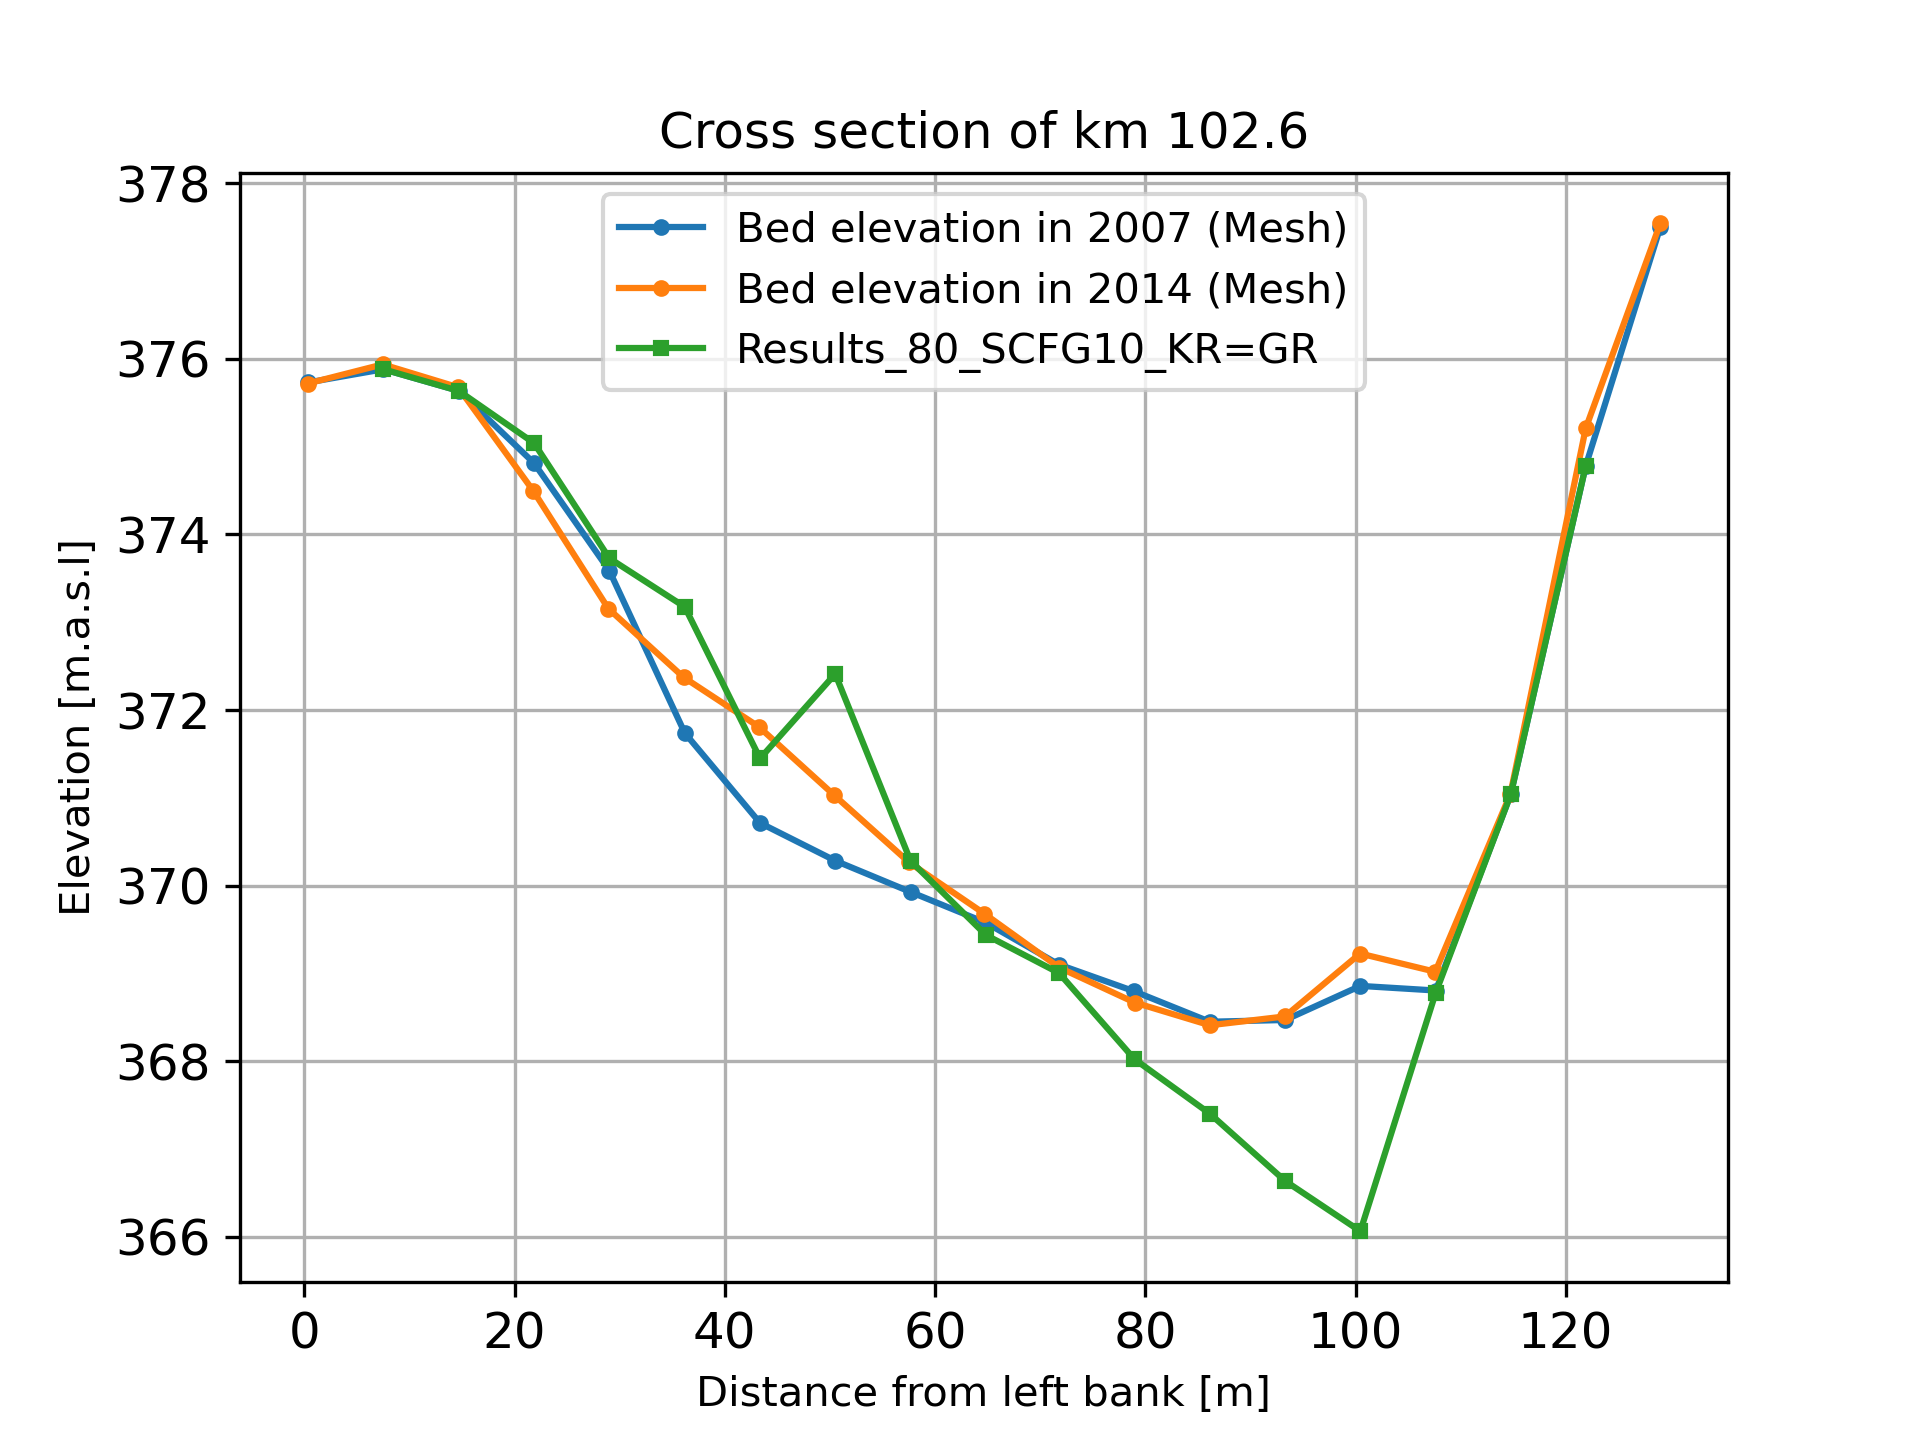 Cross section of km 102.6
378
376
374
372
370
368
366
Elevation [m.a.s.l]
Bed elevation in 2007 (Mesh)
Bed elevation in 2014 (Mesh)
Results_80_SCFG10_KR=GR
0 20 40 60 80 100 120
Distance from left bank [m]